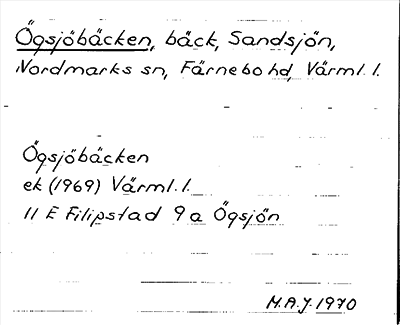 Ögsjöbäcken, bäck, Sandsjön,
Nordmarks sn, Färnebo hd, Värml. l.
Ögsjöbäcken
ek (1969) Värml. l.
11 E Filipstad 9 a Ögsjön
M.A.J. 1970